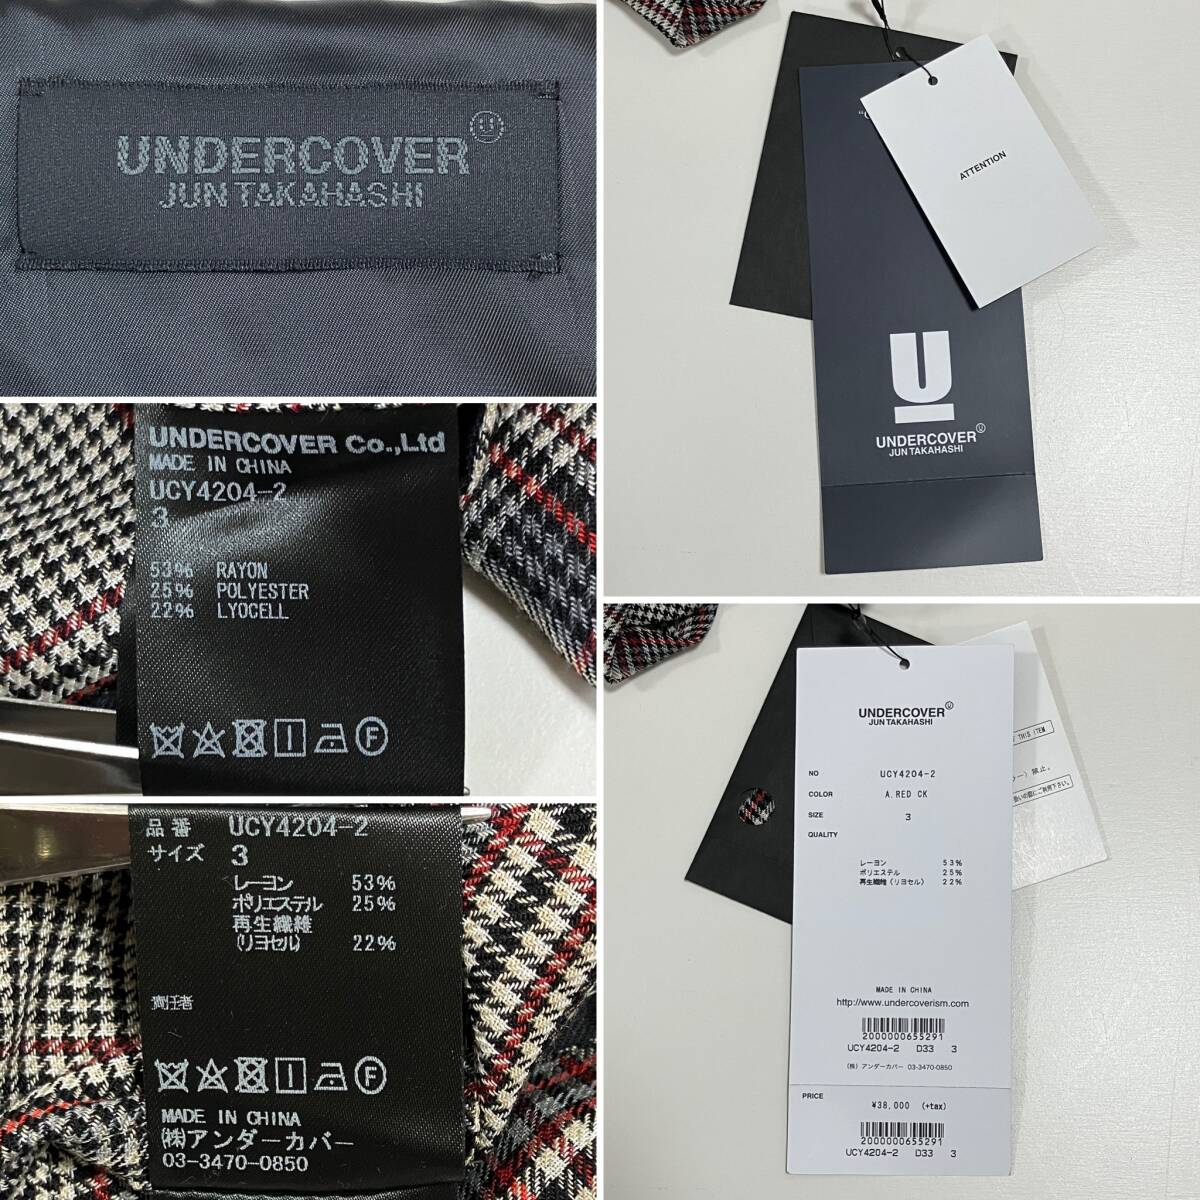 UNDERCOVER
JUN TAKAHASHI
ATTENTION
U
UNDERCOVER
JUN TAKAHASHI
UNDERCOVER Co.,Ltd
MADE IN CHINA
UCY4204-2
3
53% RAYON
25% POLYESTER
22% LYOCELL
F
品番 UCY4204-2
サイズ 3
レーヨン 53%
ポリエステル 25%
再生繊維
(リヨセル) 22%
責任者
F
MADE IN CHINA
(株)アンダーカバー
03-3470-0850
UNDERCOVER
JUN TAKAHASHI
NO UCY4204-2
COLOR A.RED CK
SIZE 3
QUALITY
レーヨン 53%
ポリエステル 25%
再生繊維（リヨセル） 22%
MADE IN CHINA
http://www.undercoverism.com
2000000655291
UCY4204-2 D33 3
(株) アンダーカバー 03-3470-0850
PRICE
¥38,000 (+tax)
2000000655291
UCY4204-2 D33 3
THIS ITEM
ー）禁止。